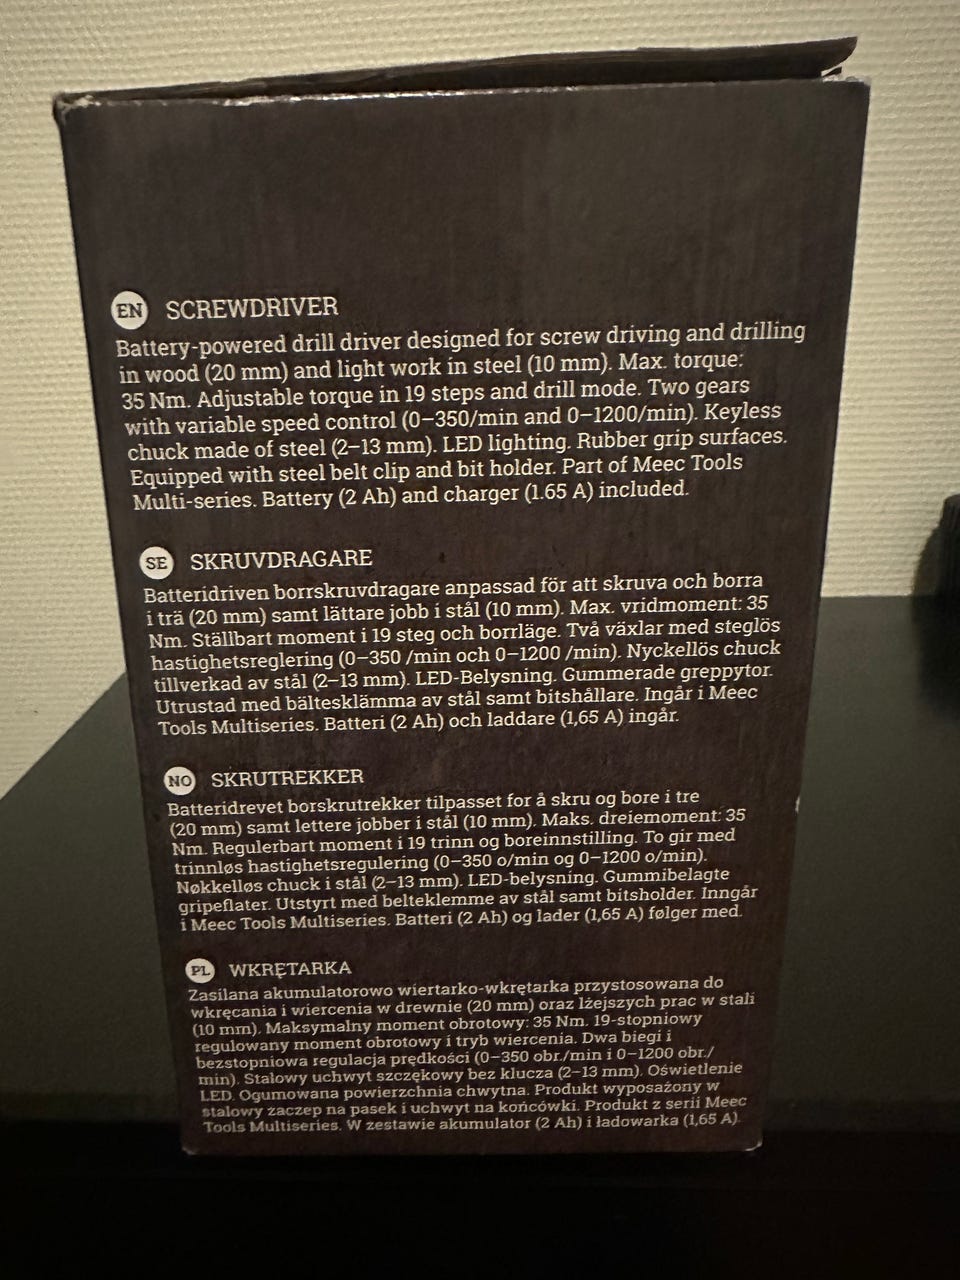 EN SCREWDRIVER
Battery-powered drill driver designed for screw driving and drilling
in wood (20 mm) and light work in steel (10 mm). Max. torque:
35 Nm. Adjustable torque in 19 steps and drill mode. Two gears
with variable speed control (0–350/min and 0–1200/min). Keyless
chuck made of steel (2–13 mm). LED lighting. Rubber grip surfaces.
Equipped with steel belt clip and bit holder. Part of Meec Tools
Multi-series. Battery (2 Ah) and charger (1.65 A) included.
SE SKRUVDRAGARE
Batteridriven borrskruvdragare anpassad för att skruva och borra
i trä (20 mm) samt lättare jobb i stål (10 mm). Max. vridmoment: 35
Nm. Ställbart moment i 19 steg och borrläge. Två växlar med steglös
hastighetsreglering (0–350 /min och 0–1200 /min). Nyckellös chuck
tillverkad av stål (2–13 mm). LED-Belysning. Gummerade greppytor.
Utrustad med bältesklämma av stål samt bitshållare. Ingår i Meec
Tools Multiseries. Batteri (2 Ah) och laddare (1,65 A) ingår.
NO SKRUTREKKER
Batteridrevet borskrutrekker tilpasset for å skru og bore i tre
(20 mm) samt lettere jobber i stål (10 mm). Maks. dreiemoment: 35
Nm. Regulerbart moment i 19 trinn og boreinnstilling. To gir med
trinnløs hastighetsregulering (0–350 o/min og 0–1200 o/min).
Nøkkelløs chuck i stål (2–13 mm). LED-belysning. Gummibelagte
gripeflater. Utstyrt med belteklemme av stål samt bitsholder. Inngår
i Meec Tools Multiseries. Batteri (2 Ah) og lader (1,65 A) følger med.
PL WKRĘTARKA
Zasilana akumulatorowo wiertarko-wkrętarka przystosowana do
wkręcania i wiercenia w drewnie (20 mm) oraz lżejszych prac w stali
(10 mm). Maksymalny moment obrotowy: 35 Nm. 19-stopniowy
regulowany moment obrotowy i tryb wiercenia. Dwa biegi i
bezstopniowa regulacja prędkości (0–350 obr./min i 0–1200 obr./
min). Stalowy uchwyt szczękowy bez klucza (2–13 mm). Oświetlenie
LED. Ogumowana powierzchnia chwytna. Produkt wyposażony w
stalowy zaczep na pasek i uchwyt na końcówki. Produkt z serii Meec
Tools Multiseries. W zestawie akumulator (2 Ah) i ładowarka (1,65 A).